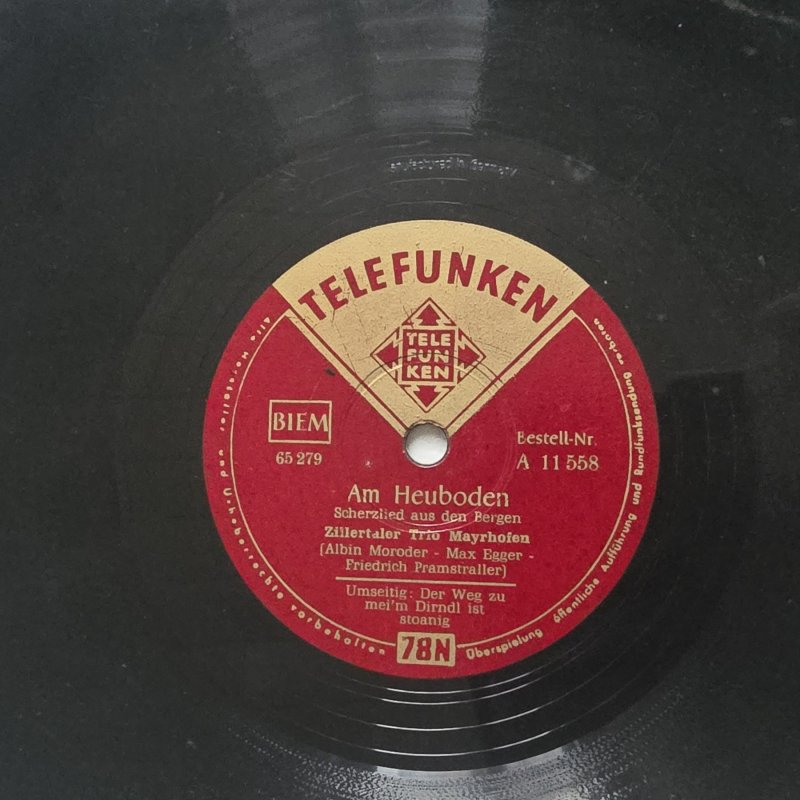 manufactured in Germany
TELEFUNKEN
TELE
FUN
KEN
BIEM
65 279
Bestell-Nr.
A 11 558
Am Heuboden
Scherzlied aus den Bergen
Zillertaler Trio Mayrhofen
(Albin Moroder - Max Egger -
Friedrich Pramstraller)
Umseitig: Der Weg zu
mei'm Dirndl ist
stoanig
78N
Alle Hersteller- und Urheberrechte vorbehalten
Überspielung öffentliche Aufführung und Rundfunksendung verboten